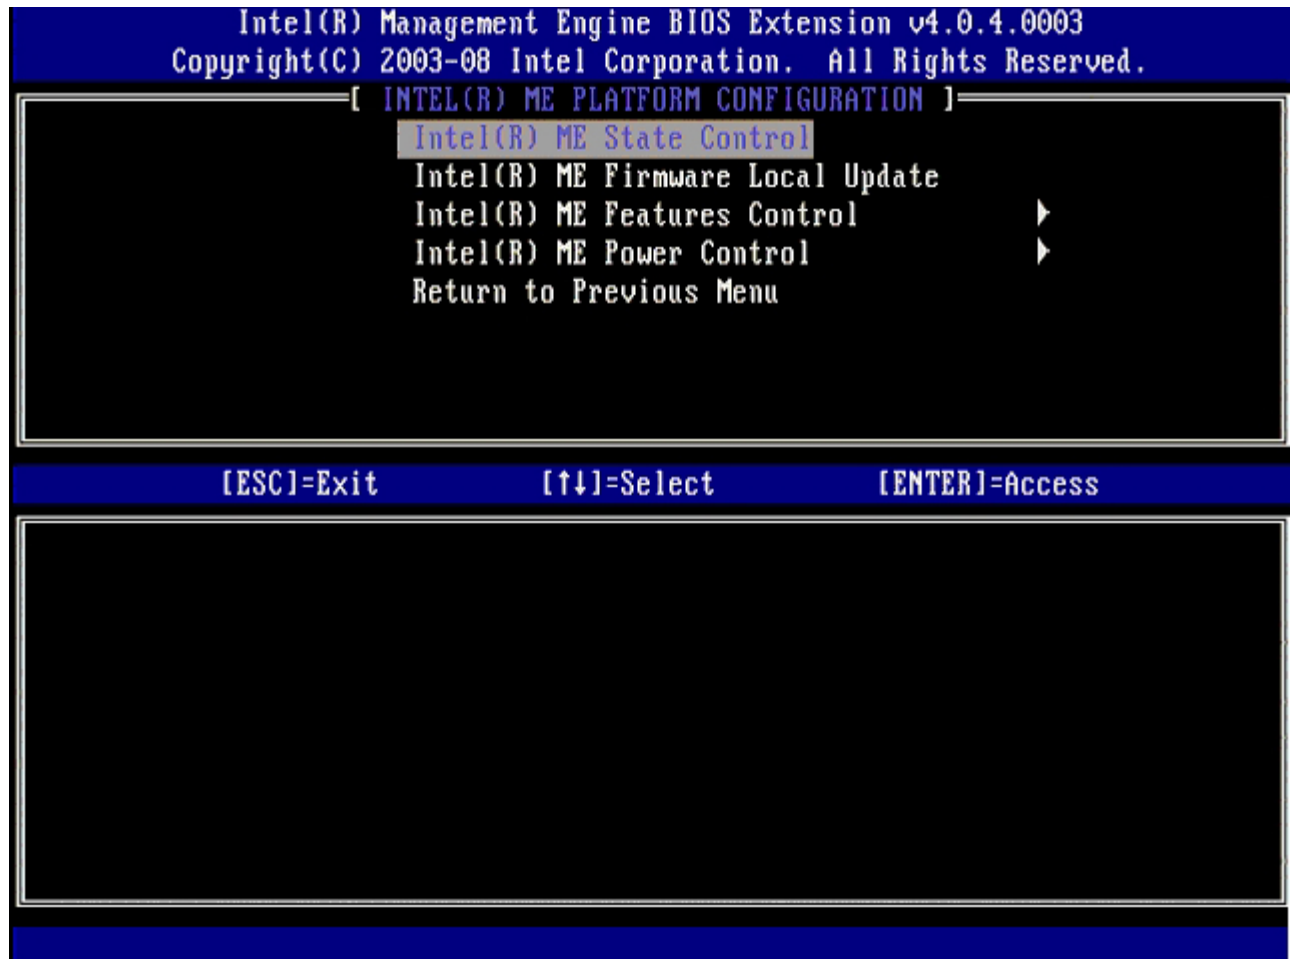 Intel(R) Management Engine BIOS Extension v4.0.4.0003
Copyright(C) 2003-08 Intel Corporation. All Rights Reserved.
[ INTEL(R) ME PLATFORM CONFIGURATION ]
Intel(R) ME State Control
Intel(R) ME Firmware Local Update
Intel(R) ME Features Control ►
Intel(R) ME Power Control ►
Return to Previous Menu
[ESC]=Exit [↑↓]=Select [ENTER]=Access